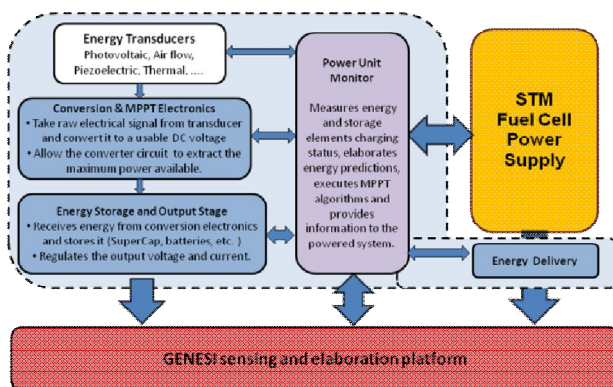 Energy Transducers
Photovoltaic, Air flow,
Piezoelectric, Thermal, ....
Conversion & MPPT Electronics
• Take raw electrical signal from transducer
and convert it to a usable DC voltage
• Allow the converter circuit to extract the
maximum power available.
Energy Storage and Output Stage
• Receives energy from conversion electronics
and stores it (SuperCap, batteries, etc. )
• Regulates the output voltage and current.
Power Unit
Monitor
Measures energy
and storage
elements charging
status, elaborates
energy predictions,
executes MPPT
algorithms and
provides
information to the
powered system.
STM
Fuel Cell
Power
Supply
Energy Delivery
GENESI sensing and elaboration platform